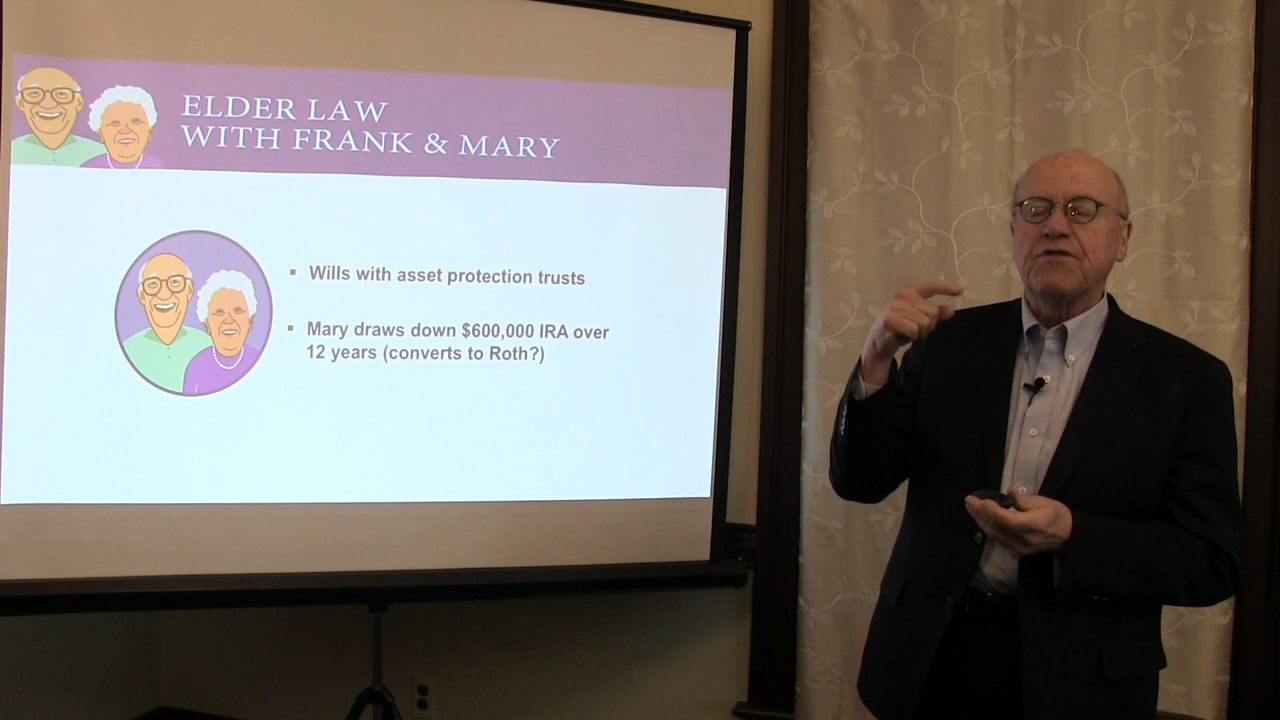 ELDER LAW
WITH FRANK & MARY
▪ Wills with asset protection trusts
▪ Mary draws down $600,000 IRA over
12 years (converts to Roth?)